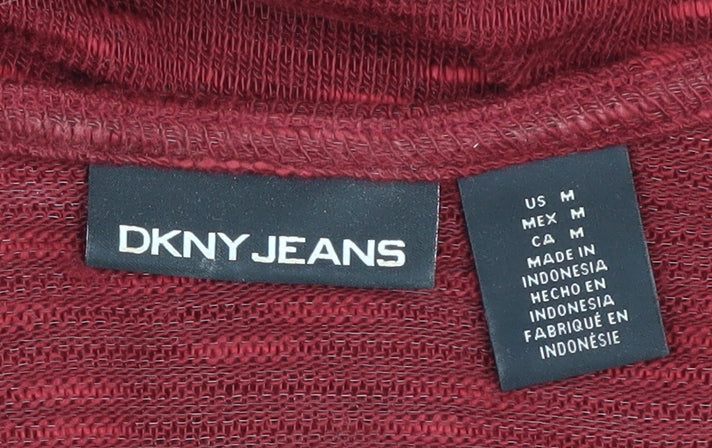 DKNY JEANS
US M
MEX M
CA M
MADE IN
INDONESIA
HECHO EN
INDONESIA
FABRIQUÉ EN
INDONÉSIE